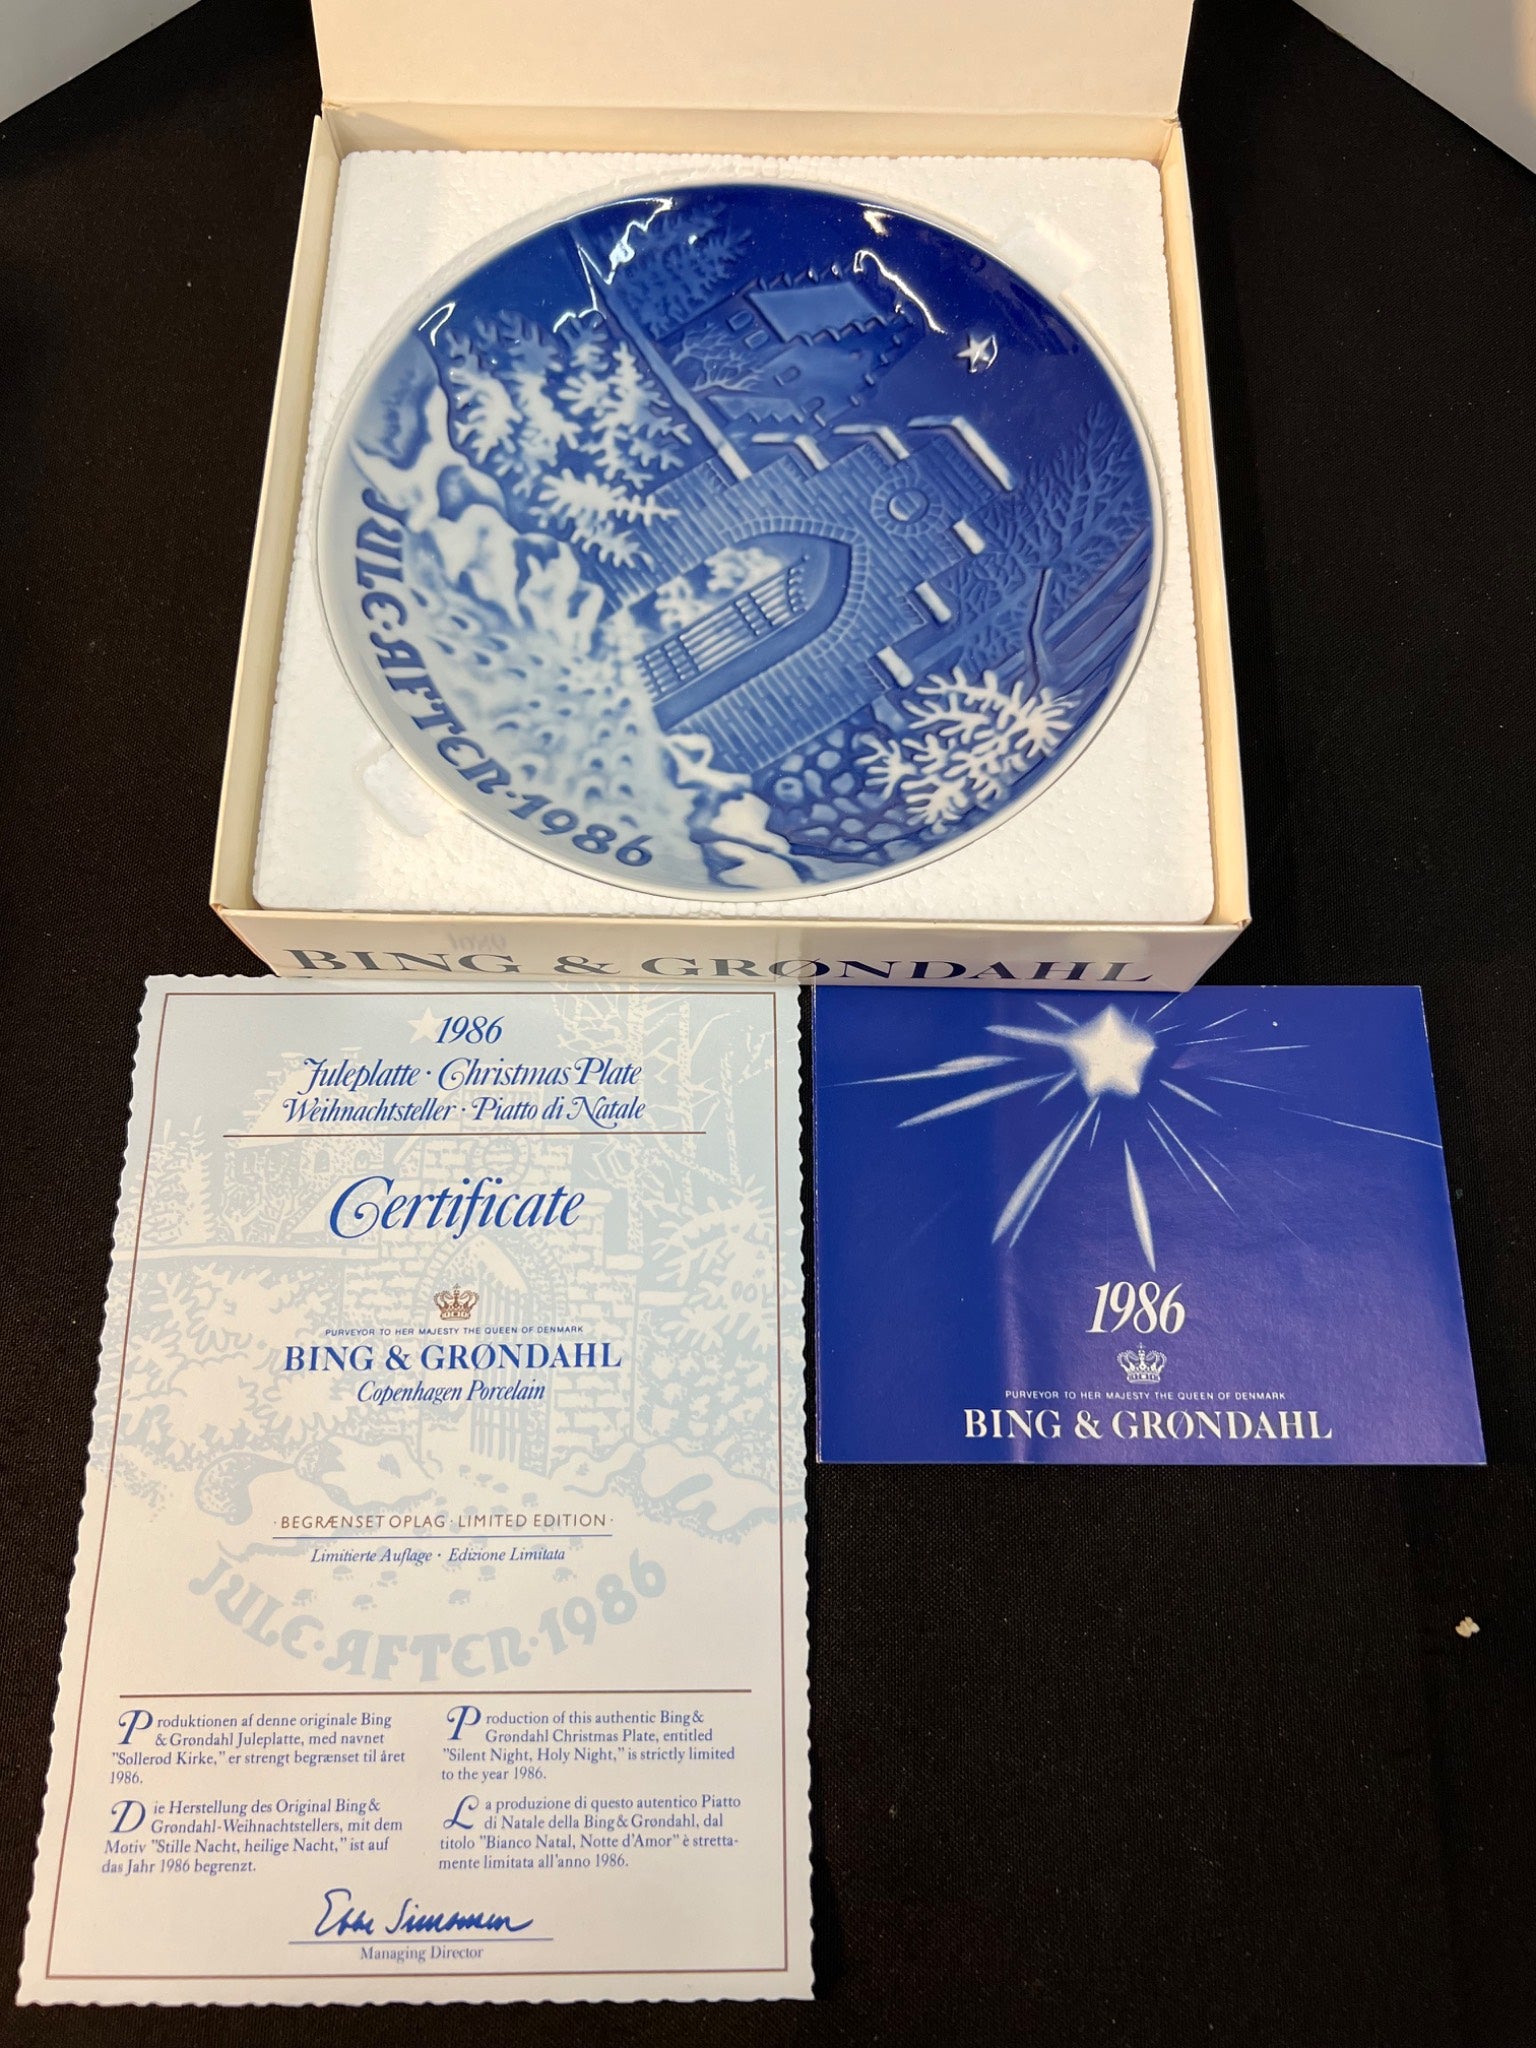 JULE·AFTEN·1986
BING & GRØNDAHL
1986
Juleplatte · Christmas Plate
Weihnachtsteller · Piatto di Natale
Certificate
PURVEYOR TO HER MAJESTY THE QUEEN OF DENMARK
BING & GRØNDAHL
Copenhagen Porcelain
· BEGRÆNSET OPLAG · LIMITED EDITION ·
Limitierte Auflage · Edizione Limitata
JULE·AFTEN·1986
Produktionen af denne originale Bing
& Grøndahl Juleplatte, med navnet
"Søllerød Kirke," er strengt begrænset til året
1986.
Production of this authentic Bing &
Grøndahl Christmas Plate, entitled
"Silent Night, Holy Night," is strictly limited
to the year 1986.
Die Herstellung des Original Bing &
Grøndahl-Weihnachtstellers, mit dem
Motiv "Stille Nacht, heilige Nacht," ist auf
das Jahr 1986 begrenzt.
La produzione di questo autentico Piatto
di Natale della Bing & Grøndahl, dal
titolo "Bianco Natal, Notte d'Amor" è stretta-
mente limitata all'anno 1986.
Ebbe Simonsen
Managing Director
1986
PURVEYOR TO HER MAJESTY THE QUEEN OF DENMARK
BING & GRØNDAHL